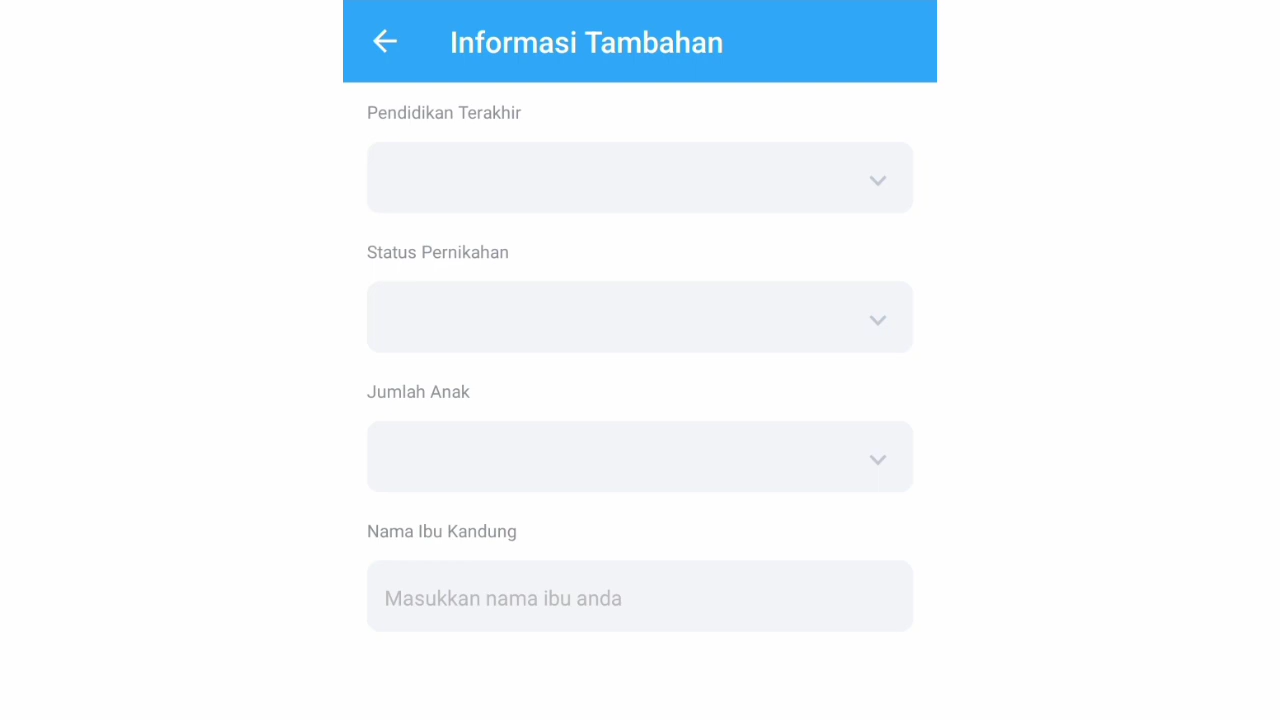 Informasi Tambahan
Pendidikan Terakhir
Status Pernikahan
Jumlah Anak
Nama Ibu Kandung
Masukkan nama ibu anda